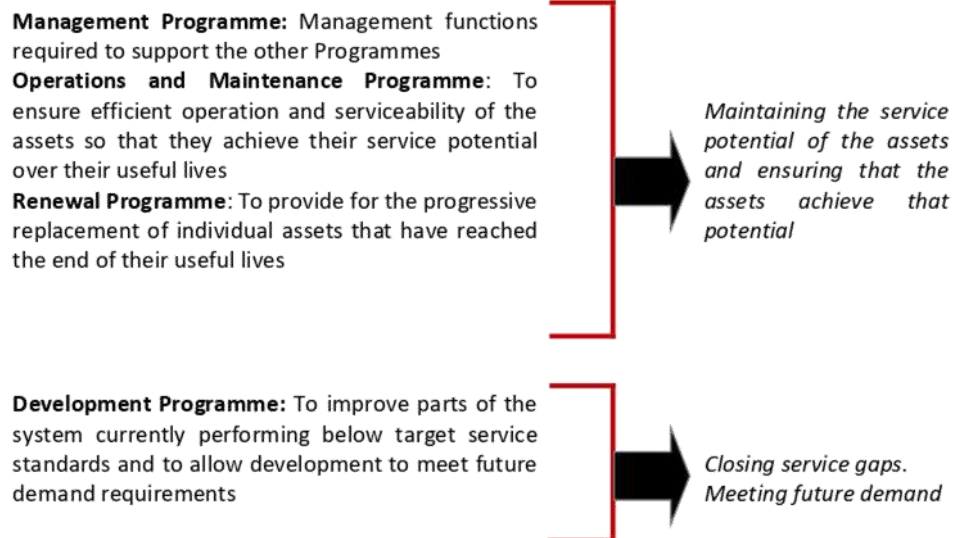 Management Programme: Management functions
required to support the other Programmes
Operations and Maintenance Programme: To
ensure efficient operation and serviceability of the
assets so that they achieve their service potential
over their useful lives
Renewal Programme: To provide for the progressive
replacement of individual assets that have reached
the end of their useful lives
Maintaining the service
potential of the assets
and ensuring that the
assets achieve that
potential
Development Programme: To improve parts of the
system currently performing below target service
standards and to allow development to meet future
demand requirements
Closing service gaps.
Meeting future demand